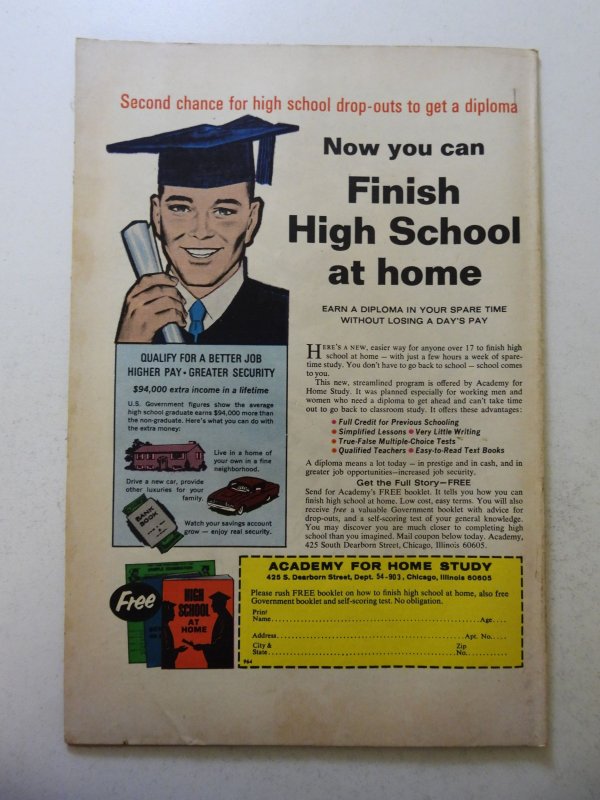 Second chance for high school drop-outs to get a diploma
Now you can
Finish
High School
at home
EARN A DIPLOMA IN YOUR SPARE TIME
WITHOUT LOSING A DAY'S PAY
QUALIFY FOR A BETTER JOB
HIGHER PAY • GREATER SECURITY
$94,000 extra income in a lifetime
U.S. Government figures show the average
high school graduate earns $94,000 more than
the non-graduate. Here's what you can do with
the extra money:
Live in a home of
your own in a fine
neighborhood.
Drive a new car, provide
other luxuries for your
family.
BANK
BOOK
Watch your savings account
grow — enjoy real security.
HERE'S A NEW, easier way for anyone over 17 to finish high
school at home — with just a few hours a week of spare-
time study. You don't have to go back to school — school comes
to you.
This new, streamlined program is offered by Academy for
Home Study. It was planned especially for working men and
women who need a diploma to get ahead and can't take time
out to go back to classroom study. It offers these advantages:
• Full Credit for Previous Schooling
• Simplified Lessons • Very Little Writing
• True-False Multiple-Choice Tests
• Qualified Teachers • Easy-to-Read Text Books
A diploma means a lot today – in prestige and in cash, and in
greater job opportunities—increased job security.
Get the Full Story—FREE
Send for Academy's FREE booklet. It tells you how you can
finish high school at home. Low cost, easy terms. You will also
receive free a valuable Government booklet with advice for
drop-outs, and a self-scoring test of your general knowledge.
You may discover you are much closer to completing high
school than you imagined. Mail coupon below today. Academy,
425 South Dearborn Street, Chicago, Illinois 60605.
Free
HIGH
SCHOOL
AT
HOME
ACADEMY FOR HOME STUDY
425 S. Dearborn Street, Dept. 54-903, Chicago, Illinois 60605
Please rush FREE booklet on how to finish high school at home, also free
Government booklet and self-scoring test. No obligation.
Print
Name Age
Address Apt. No.
City & Zip
State No.
964